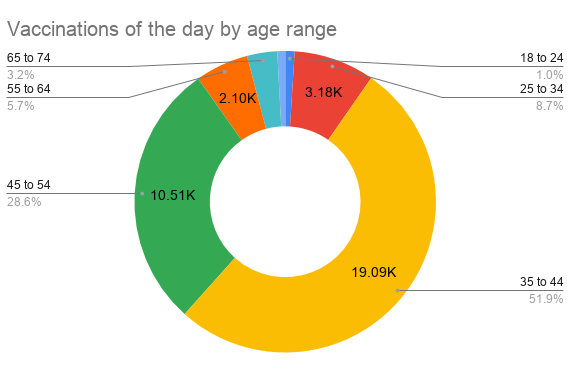 Vaccinations of the day by age range
65 to 74
3.2%
55 to 64
5.7%
45 to 54
28.6%
18 to 24
1.0%
25 to 34
8.7%
35 to 44
51.9%
2.10K
3.18K
10.51K
19.09K